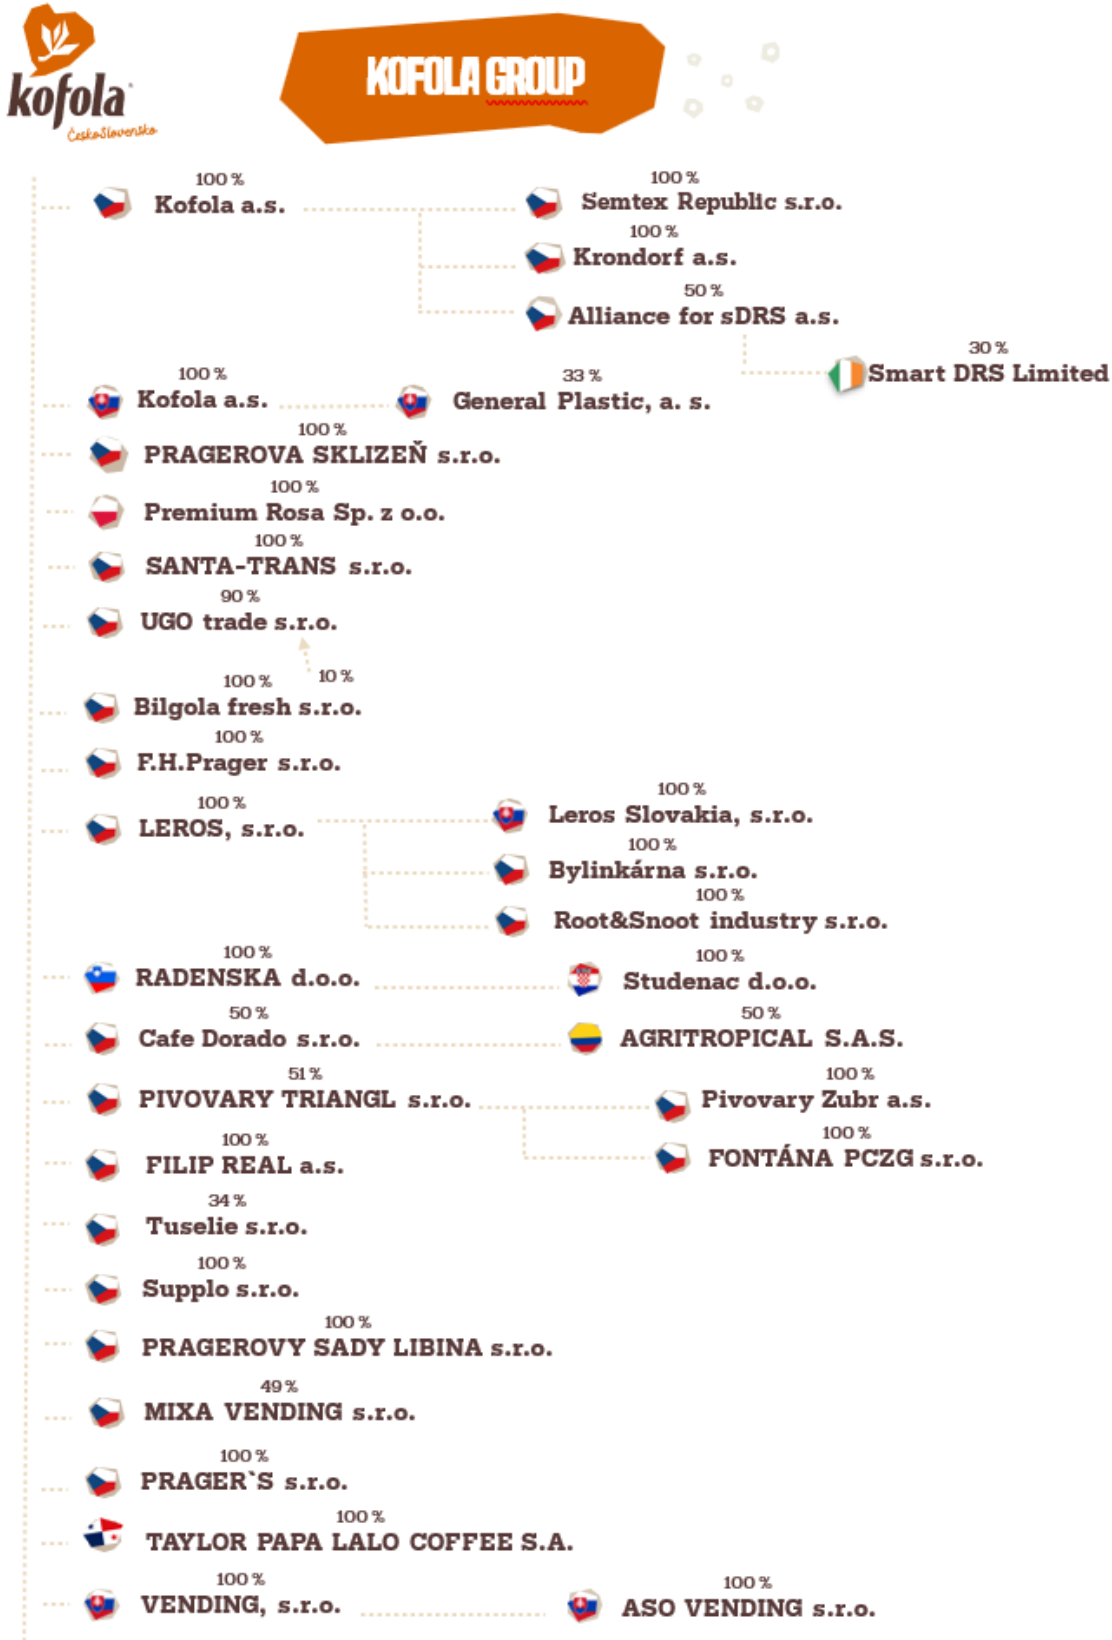 kofola
Československo
KOFOLA GROUP
100 %
Kofola a.s.
100 %
Semtex Republic s.r.o.
100 %
Krondorf a.s.
50 %
Alliance for sDRS a.s.
30 %
Smart DRS Limited
100 %
Kofola a.s.
33 %
General Plastic, a. s.
100 %
PRAGEROVA SKLIZEŇ s.r.o.
100 %
Premium Rosa Sp. z o.o.
100 %
SANTA-TRANS s.r.o.
90 %
UGO trade s.r.o.
10 %
100 %
Bilgola fresh s.r.o.
100 %
F.H.Prager s.r.o.
100 %
LEROS, s.r.o.
100 %
Leros Slovakia, s.r.o.
100 %
Bylinkárna s.r.o.
100 %
Root&Snoot industry s.r.o.
100 %
RADENSKA d.o.o.
100 %
Studenac d.o.o.
50 %
Cafe Dorado s.r.o.
50 %
AGRITROPICAL S.A.S.
51 %
PIVOVARY TRIANGL s.r.o.
100 %
Pivovary Zubr a.s.
100 %
FONTÁNA PCZG s.r.o.
100 %
FILIP REAL a.s.
34 %
Tuselie s.r.o.
100 %
Supplo s.r.o.
100 %
PRAGEROVY SADY LIBINA s.r.o.
49 %
MIXA VENDING s.r.o.
100 %
PRAGER`S s.r.o.
100 %
TAYLOR PAPA LALO COFFEE S.A.
100 %
VENDING, s.r.o.
100 %
ASO VENDING s.r.o.